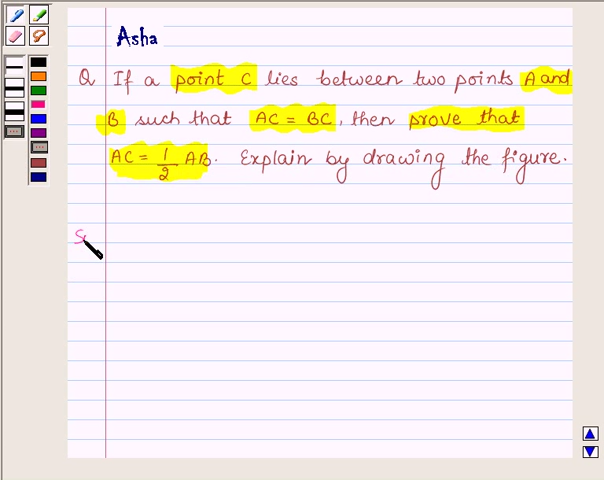 Asha
Q If a point C lies between two points A and
B such that AC = BC, then prove that
AC = 1/2 AB. Explain by drawing the figure.
S